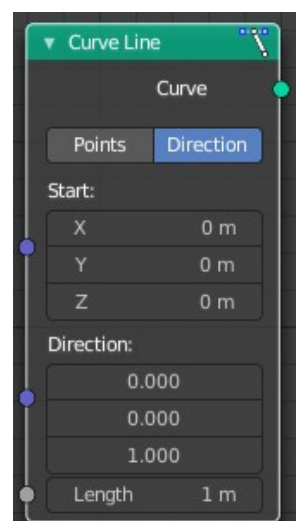 Curve Line
Curve
Points Direction
Start:
X 0 m
Y 0 m
Z 0 m
Direction:
0.000
0.000
1.000
Length 1 m